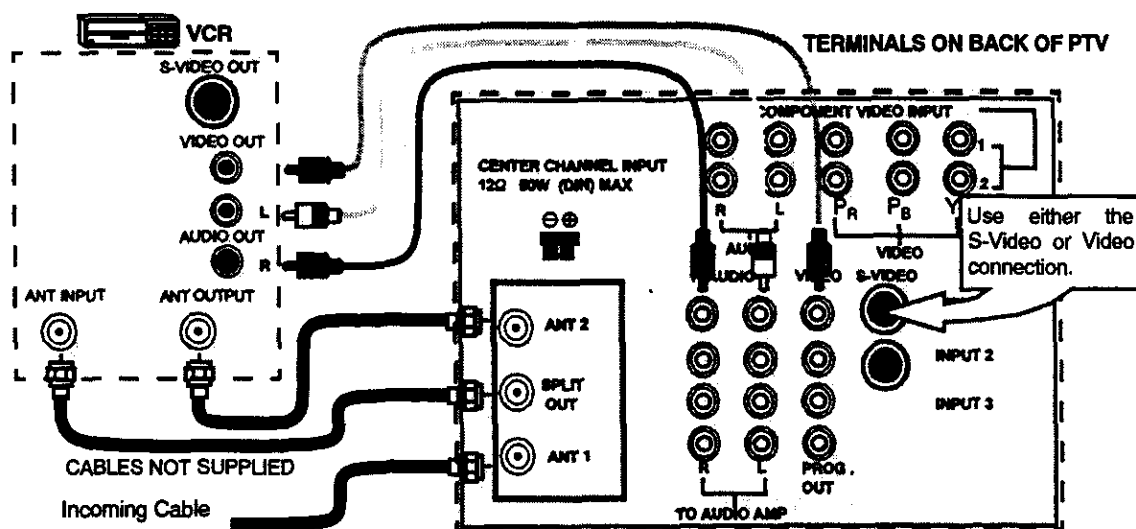 VCR
S-VIDEO OUT
VIDEO OUT
L
AUDIO OUT
R
ANT INPUT
ANT OUTPUT
CABLES NOT SUPPLIED
Incoming Cable
TERMINALS ON BACK OF PTV
COMPONENT VIDEO INPUT
1
2
CENTER CHANNEL INPUT
12Ω 80W (DIN) MAX
⊖⊕
R
L
PR
PB
Y
VIDEO
AUDIO
VIDEO
S-VIDEO
Use either the
S-Video or Video
connection.
ANT 2
SPLIT
OUT
ANT 1
INPUT 2
INPUT 3
R
L
PROG.
OUT
TO AUDIO AMP